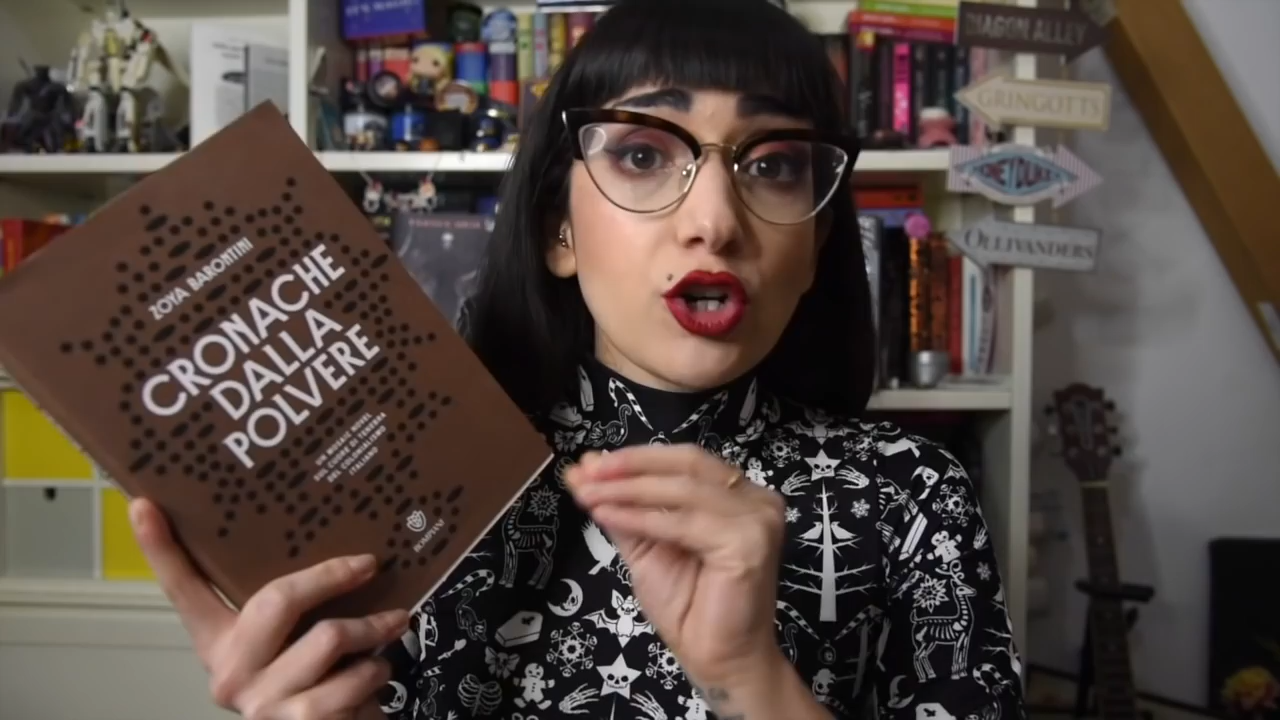 ZOYA BARONTINI
CRONACHE
DALLA
POLVERE
UN MOSAIC NOVEL
SUL CUORE DI TENEBRA
DEL COLONIALISMO
ITALIANO
BOMPIANI
DIAGON ALLEY
GRINGOTTS
HONEYDUKES
OLLIVANDERS